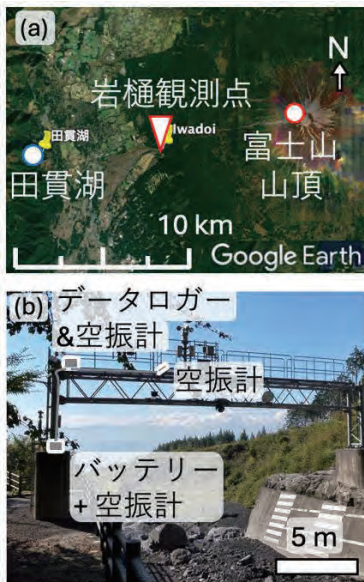 (a)
N
岩樋観測点
田貫湖
Iwadoi
田貫湖
富士山
山頂
10 km
Google Earth
(b)
データロガー
&空振計
空振計
バッテリー
+ 空振計
5 m